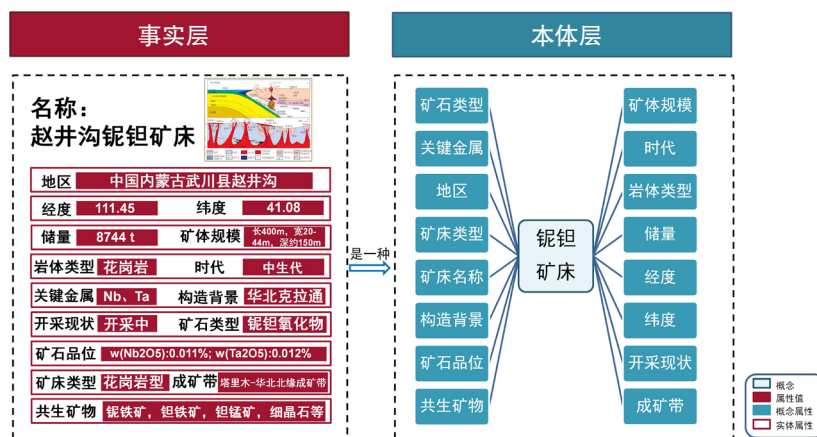 事实层
本体层
名称：
赵井沟铌钽矿床
地区 中国内蒙古武川县赵井沟
经度 111.45 纬度 41.08
储量 8744 t 矿体规模 长400m，宽20-
44m，深约150m
岩体类型 花岗岩 时代 中生代
关键金属 Nb、Ta 构造背景 华北克拉通
开采现状 开采中 矿石类型 铌钽氧化物
矿石品位 w(Nb2O5):0.011%; w(Ta2O5):0.012%
矿床类型 花岗岩型 成矿带 塔里木-华北北缘成矿带
共生矿物 铌铁矿，钽铁矿，钽锰矿，细晶石等
是一种
矿石类型
关键金属
地区
矿床类型
矿床名称
构造背景
矿石品位
共生矿物
铌钽
矿床
矿体规模
时代
岩体类型
储量
经度
纬度
开采现状
成矿带
概念
属性值
概念属性
实体属性